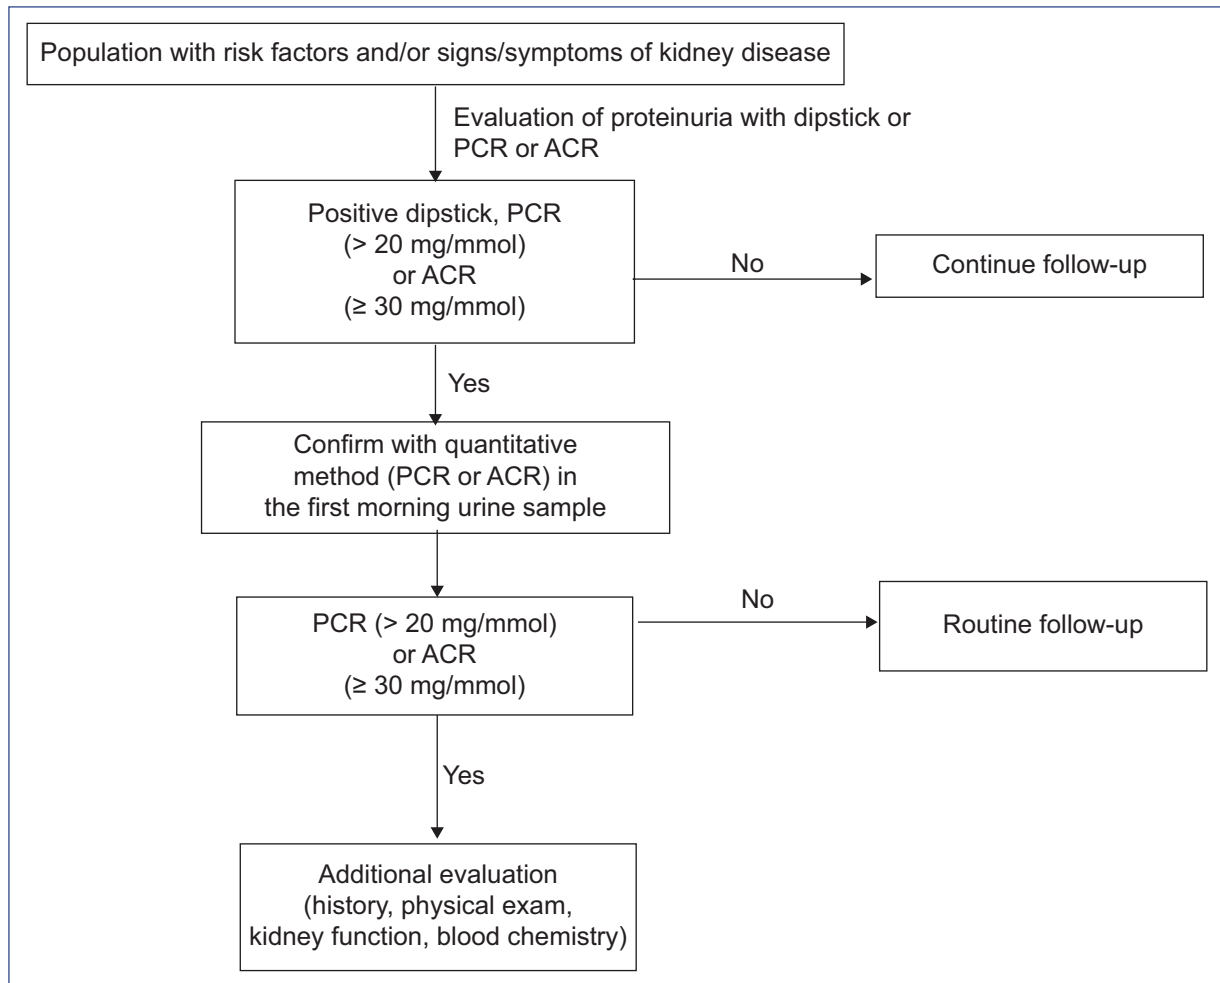 Population with risk factors and/or signs/symptoms of kidney disease
Evaluation of proteinuria with dipstick or
PCR or ACR
Positive dipstick, PCR
(> 20 mg/mmol)
or ACR
(≥ 30 mg/mmol)
No
Continue follow-up
Yes
Confirm with quantitative
method (PCR or ACR) in
the first morning urine sample
PCR (> 20 mg/mmol)
or ACR
(≥ 30 mg/mmol)
No
Routine follow-up
Yes
Additional evaluation
(history, physical exam,
kidney function, blood chemistry)